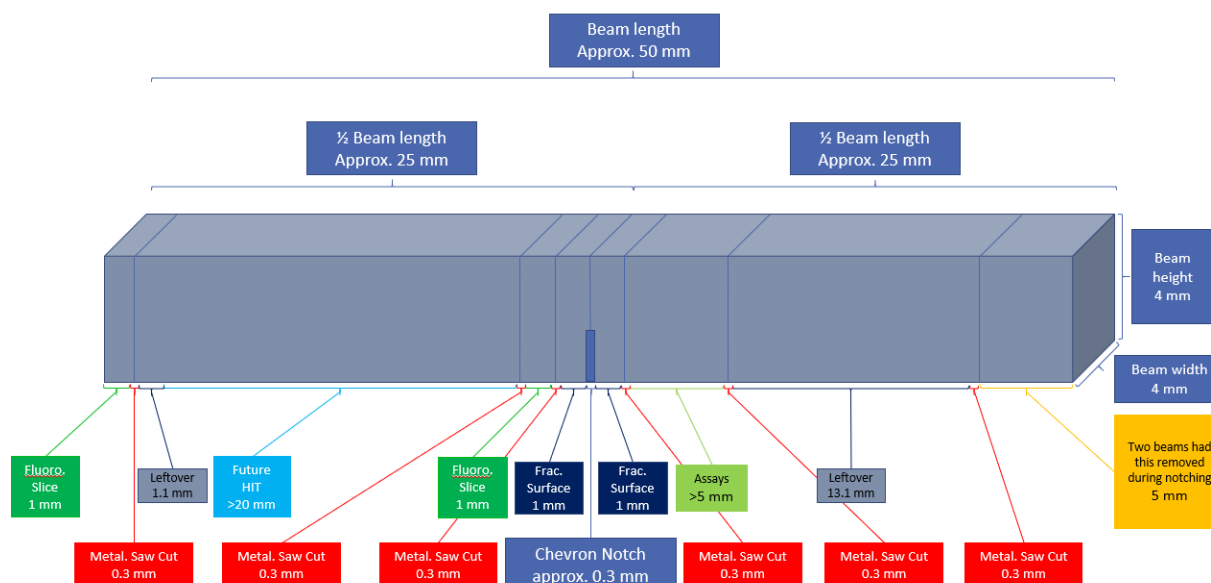 Beam length
Approx. 50 mm
½ Beam length
Approx. 25 mm
½ Beam length
Approx. 25 mm
Beam
height
4 mm
Beam width
4 mm
Fluoro.
Slice
1 mm
Leftover
1.1 mm
Future
HIT
>20 mm
Fluoro.
Slice
1 mm
Frac.
Surface
1 mm
Frac.
Surface
1 mm
Assays
>5 mm
Leftover
13.1 mm
Two beams had
this removed
during notching
5 mm
Metal. Saw Cut
0.3 mm
Metal. Saw Cut
0.3 mm
Metal. Saw Cut
0.3 mm
Chevron Notch
approx. 0.3 mm
Metal. Saw Cut
0.3 mm
Metal. Saw Cut
0.3 mm
Metal. Saw Cut
0.3 mm